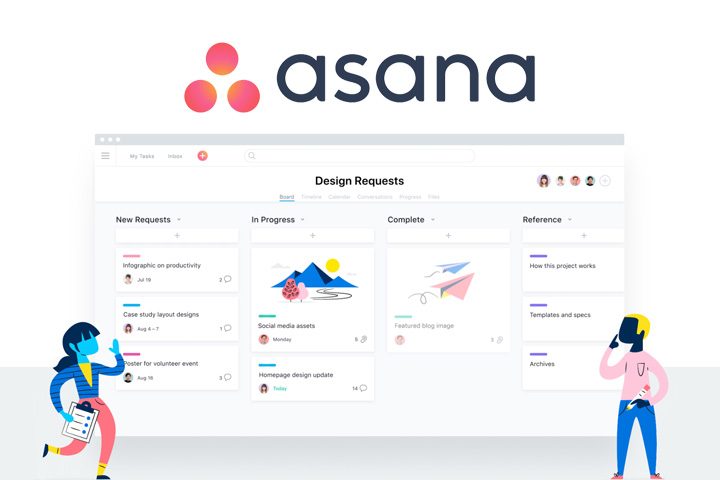 asana
My Tasks Inbox
Design Requests
Board Timeline Calendar Conversations Progress Files
New Requests
In Progress
Complete
Reference
Infographic on productivity
Jul 19 2
Case study layout designs
Aug 4 – 7 1
Poster for volunteer event
Aug 16 3
Social media assets
Monday 6
Homepage design update
Today 14
Featured blog image
3
How this project works
Templates and specs
Archives